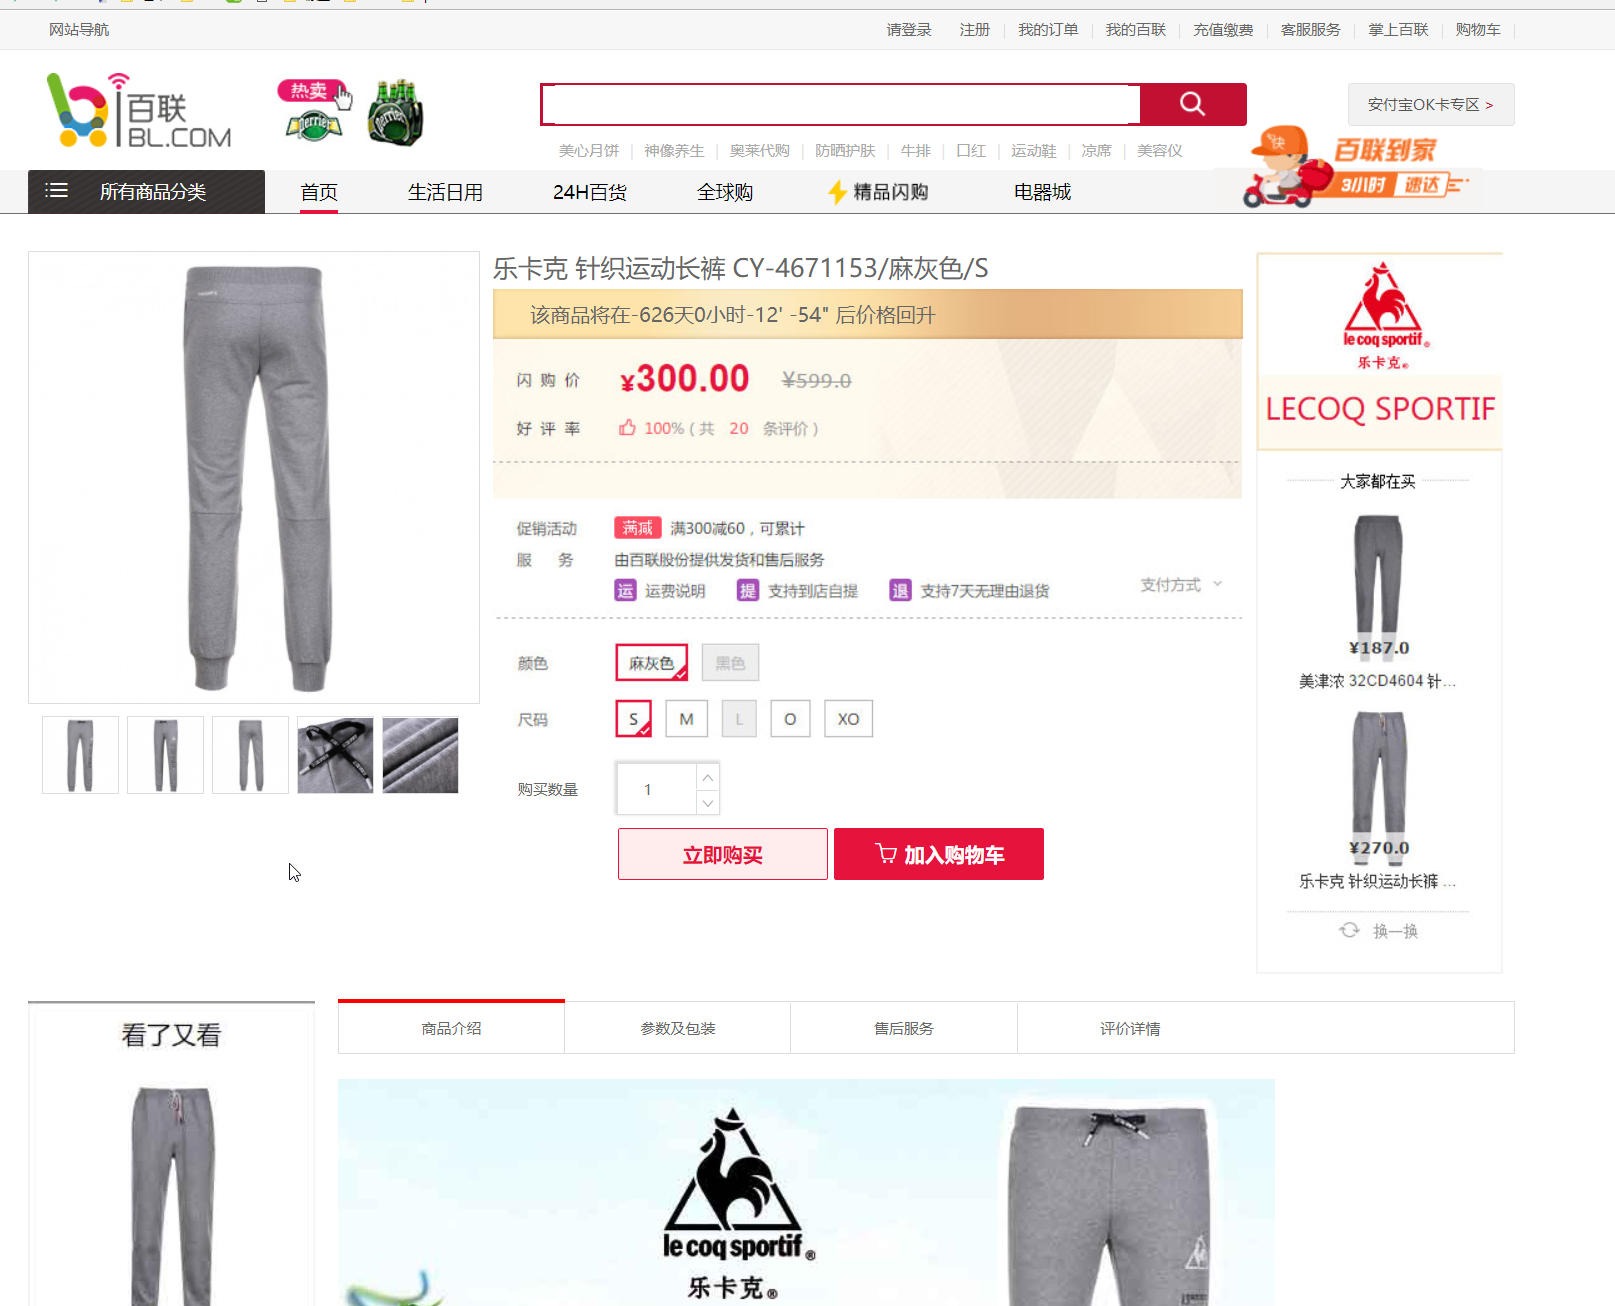 网站导航
请登录 注册 我的订单 我的百联 充值缴费 客服服务 掌上百联 购物车
百联
BL.COM
热卖
perrier
安付宝OK卡专区 >
美心月饼 神像养生 奥莱代购 防晒护肤 牛排 口红 运动鞋 凉席 美容仪
快
百联到家
3小时 速达
所有商品分类 首页 生活日用 24H百货 全球购 精品闪购 电器城
乐卡克 针织运动长裤 CY-4671153/麻灰色/S
该商品将在-626天0小时-12' -54" 后价格回升
闪购价 ¥300.00 ¥599.0
好评率 100% ( 共 20 条评价 )
促销活动 满减 满300减60，可累计
服 务 由百联股份提供发货和售后服务
运 运费说明 提 支持到店自提 退 支持7天无理由退货 支付方式
颜色 麻灰色 黑色
尺码 S M L O XO
购买数量 1
立即购买 加入购物车
le coq sportif ®
乐卡克®
LECOQ SPORTIF
大家都在买
¥187.0
美津浓 32CD4604 针...
¥270.0
乐卡克 针织运动长裤 ...
换一换
看了又看
商品介绍 参数及包装 售后服务 评价详情
le coq sportif ®
乐卡克®